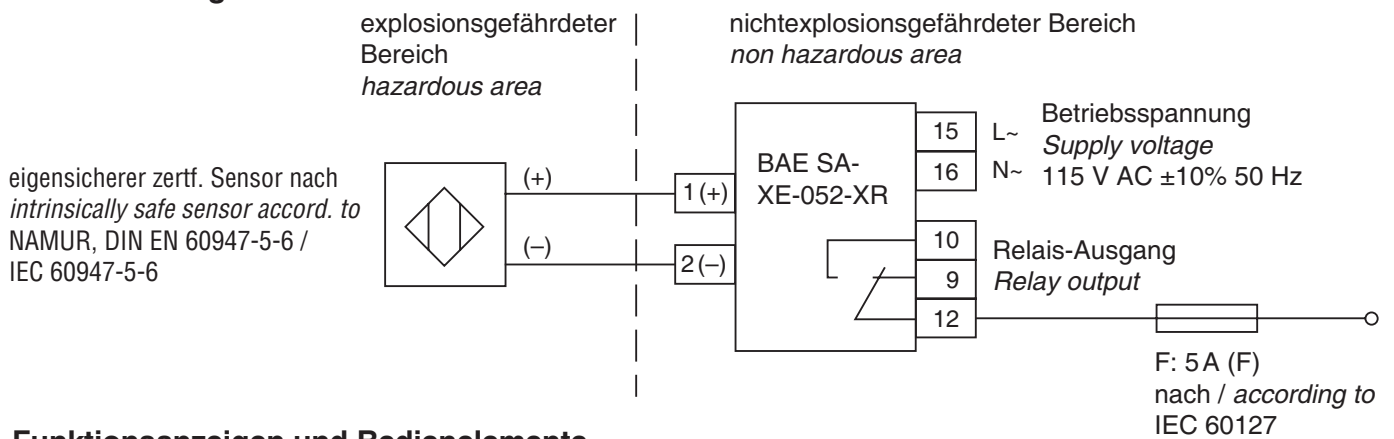 explosionsgefährdeter
Bereich
hazardous area
nichtexplosionsgefährdeter Bereich
non hazardous area
eigensicherer zertf. Sensor nach
intrinsically safe sensor accord. to
NAMUR, DIN EN 60947-5-6 /
IEC 60947-5-6
(+)
(–)
1 (+)
2 (–)
BAE SA-
XE-052-XR
15
16
10
9
12
L~
N~
Betriebsspannung
Supply voltage
115 V AC ±10% 50 Hz
Relais-Ausgang
Relay output
F: 5 A (F)
nach / according to
IEC 60127